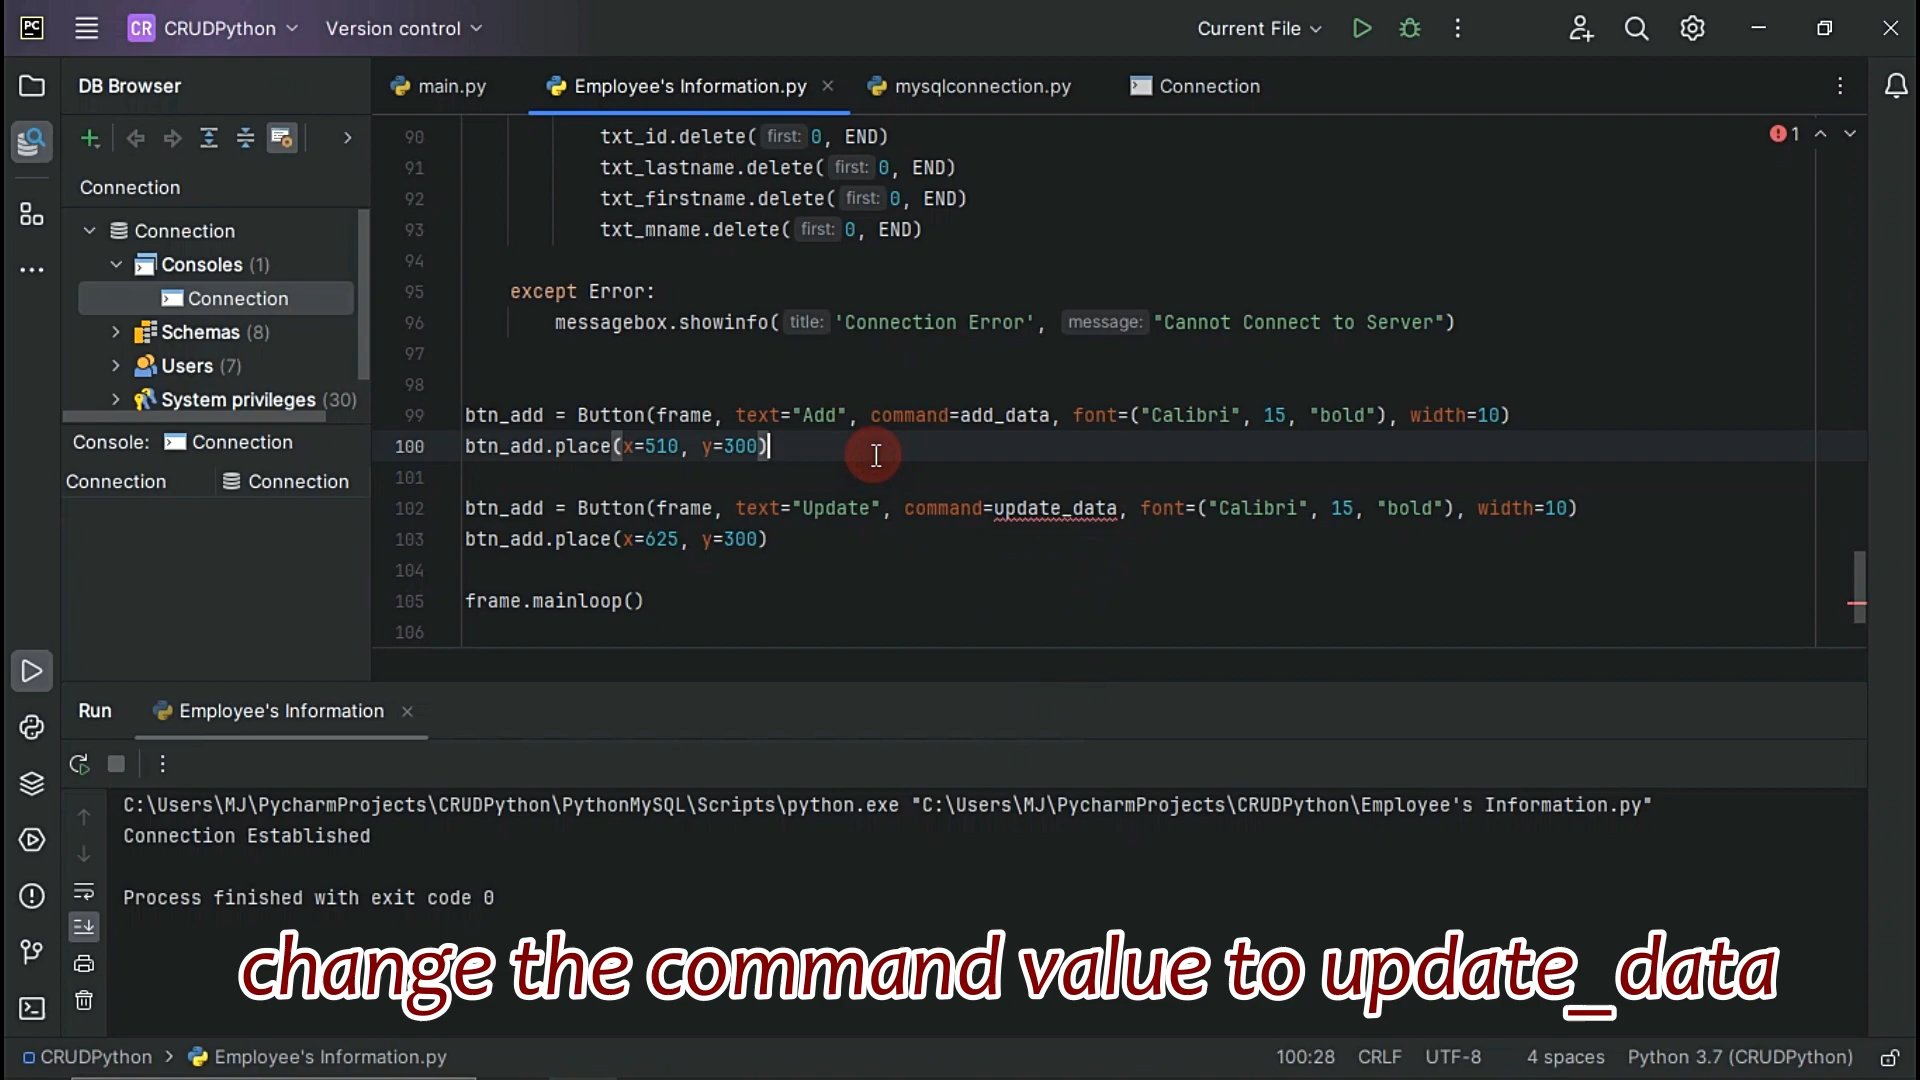 PC CR CRUDPython Version control Current File
DB Browser main.py Employee's Information.py mysqlconnection.py Connection
90 txt_id.delete( first: 0, END) 1
91 txt_lastname.delete( first: 0, END)
92 txt_firstname.delete( first: 0, END)
93 txt_mname.delete( first: 0, END)
94
95 except Error:
96 messagebox.showinfo( title: 'Connection Error', message: "Cannot Connect to Server")
97
98
99 btn_add = Button(frame, text="Add", command=add_data, font=("Calibri", 15, "bold"), width=10)
100 btn_add.place(x=510, y=300)
101
102 btn_add = Button(frame, text="Update", command=update_data, font=("Calibri", 15, "bold"), width=10)
103 btn_add.place(x=625, y=300)
104
105 frame.mainloop()
106
Connection
Connection
Consoles (1)
Connection
Schemas (8)
Users (7)
System privileges (30)
Console: Connection
Connection Connection
Run Employee's Information
C:\Users\MJ\PycharmProjects\CRUDPython\PythonMySQL\Scripts\python.exe "C:\Users\MJ\PycharmProjects\CRUDPython\Employee's Information.py"
Connection Established
Process finished with exit code 0
change the command value to update_data
CRUDPython Employee's Information.py 100:28 CRLF UTF-8 4 spaces Python 3.7 (CRUDPython)